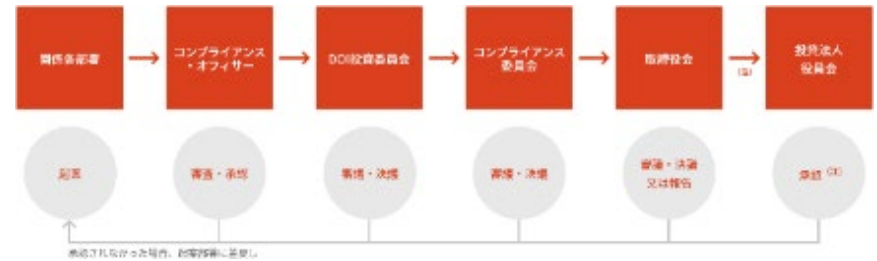 関係各部署
コンプライアンス
・オフィサー
DOI投資委員会
コンプライアンス
委員会
取締役会
(注)
投資法人
役員会
起案
審査・承認
審議・決議
審議・決議
審議・決議
又は報告
承認 (注)
承認されなかった場合、起案部署に差戻し